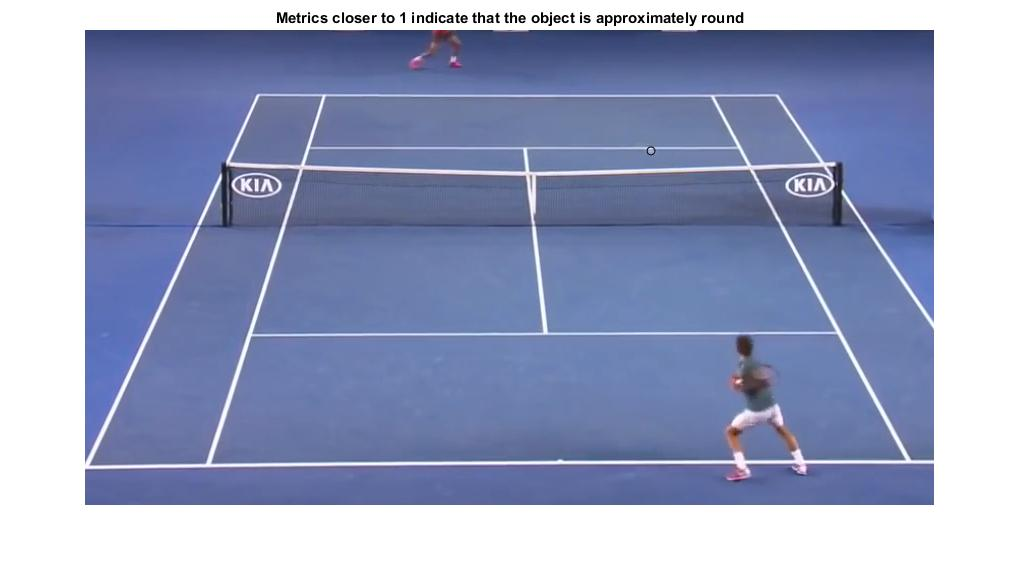 Metrics closer to 1 indicate that the object is approximately round
KIA
KIA